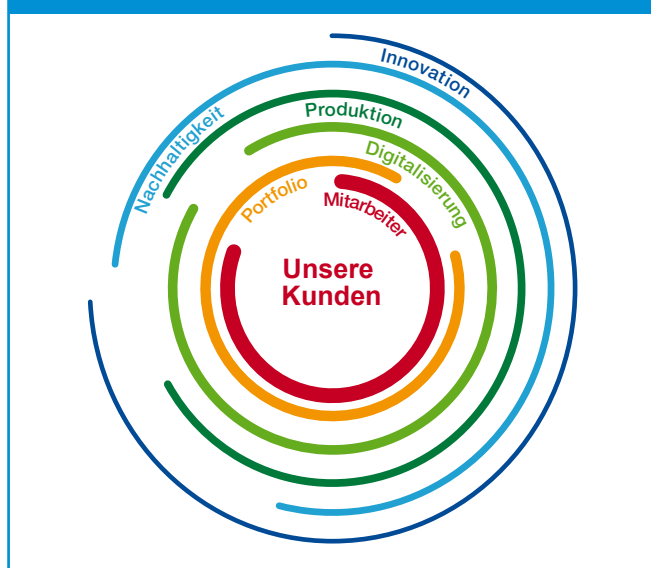 Innovation
Nachhaltigkeit
Produktion
Digitalisierung
Portfolio
Mitarbeiter
Unsere
Kunden